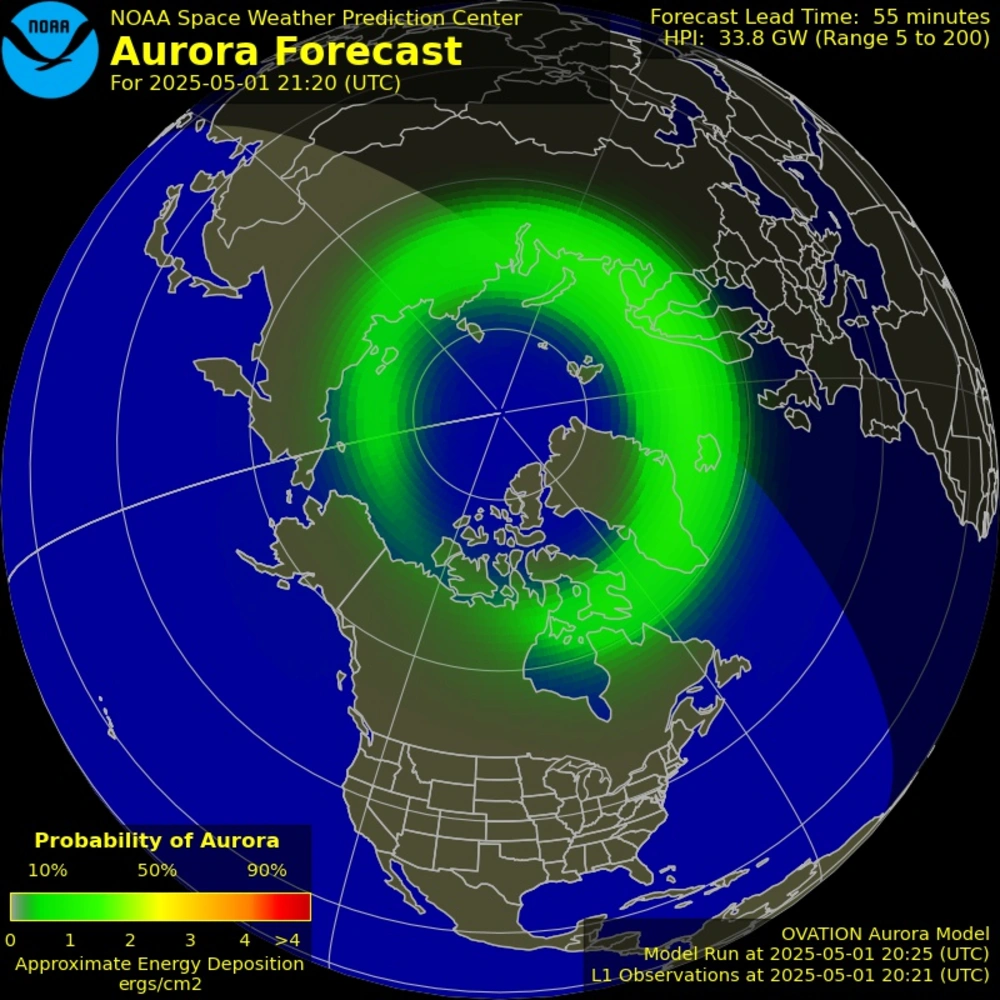 NOAA
NOAA Space Weather Prediction Center
Aurora Forecast
For 2025-05-01 21:20 (UTC)
Forecast Lead Time: 55 minutes
HPI: 33.8 GW (Range 5 to 200)
Probability of Aurora
10% 50% 90%
0 1 2 3 4 >4
Approximate Energy Deposition
ergs/cm2
OVATION Aurora Model
Model Run at 2025-05-01 20:25 (UTC)
L1 Observations at 2025-05-01 20:21 (UTC)